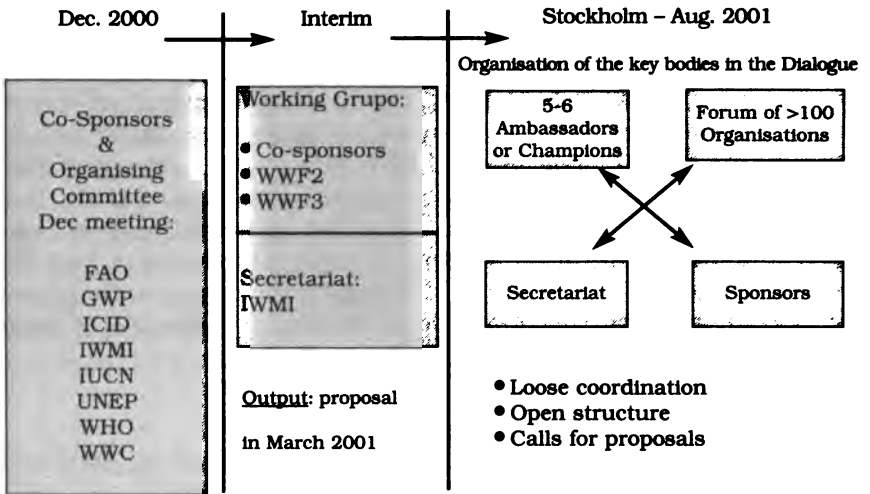 Dec. 2000
Interim
Stockholm – Aug. 2001
Organisation of the key bodies in the Dialogue
Co-Sponsors
&
Organising
Committee
Dec meeting:
FAO
GWP
ICID
IWMI
IUCN
UNEP
WHO
WWC
Working Grupo:
• Co-sponsors
• WWF2
• WWF3
Secretariat:
IWMI
Output: proposal
in March 2001
5-6
Ambassadors
or Champions
Forum of >100
Organisations
Secretariat
Sponsors
• Loose coordination
• Open structure
• Calls for proposals